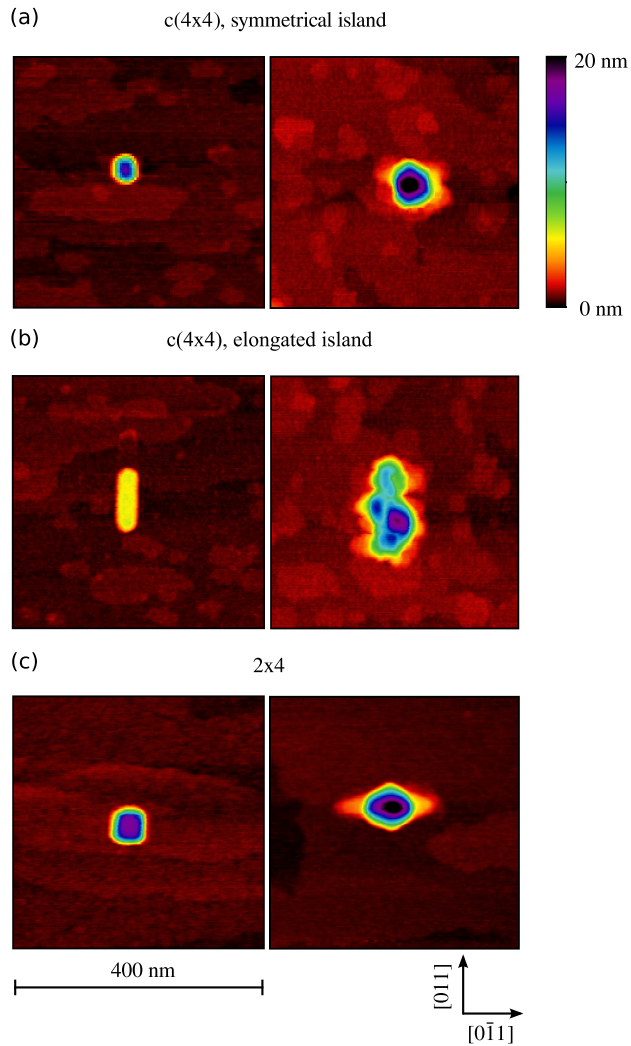 (a)
c(4x4), symmetrical island
20 nm
0 nm
(b)
c(4x4), elongated island
(c)
2x4
400 nm
[011]
[01̄1]